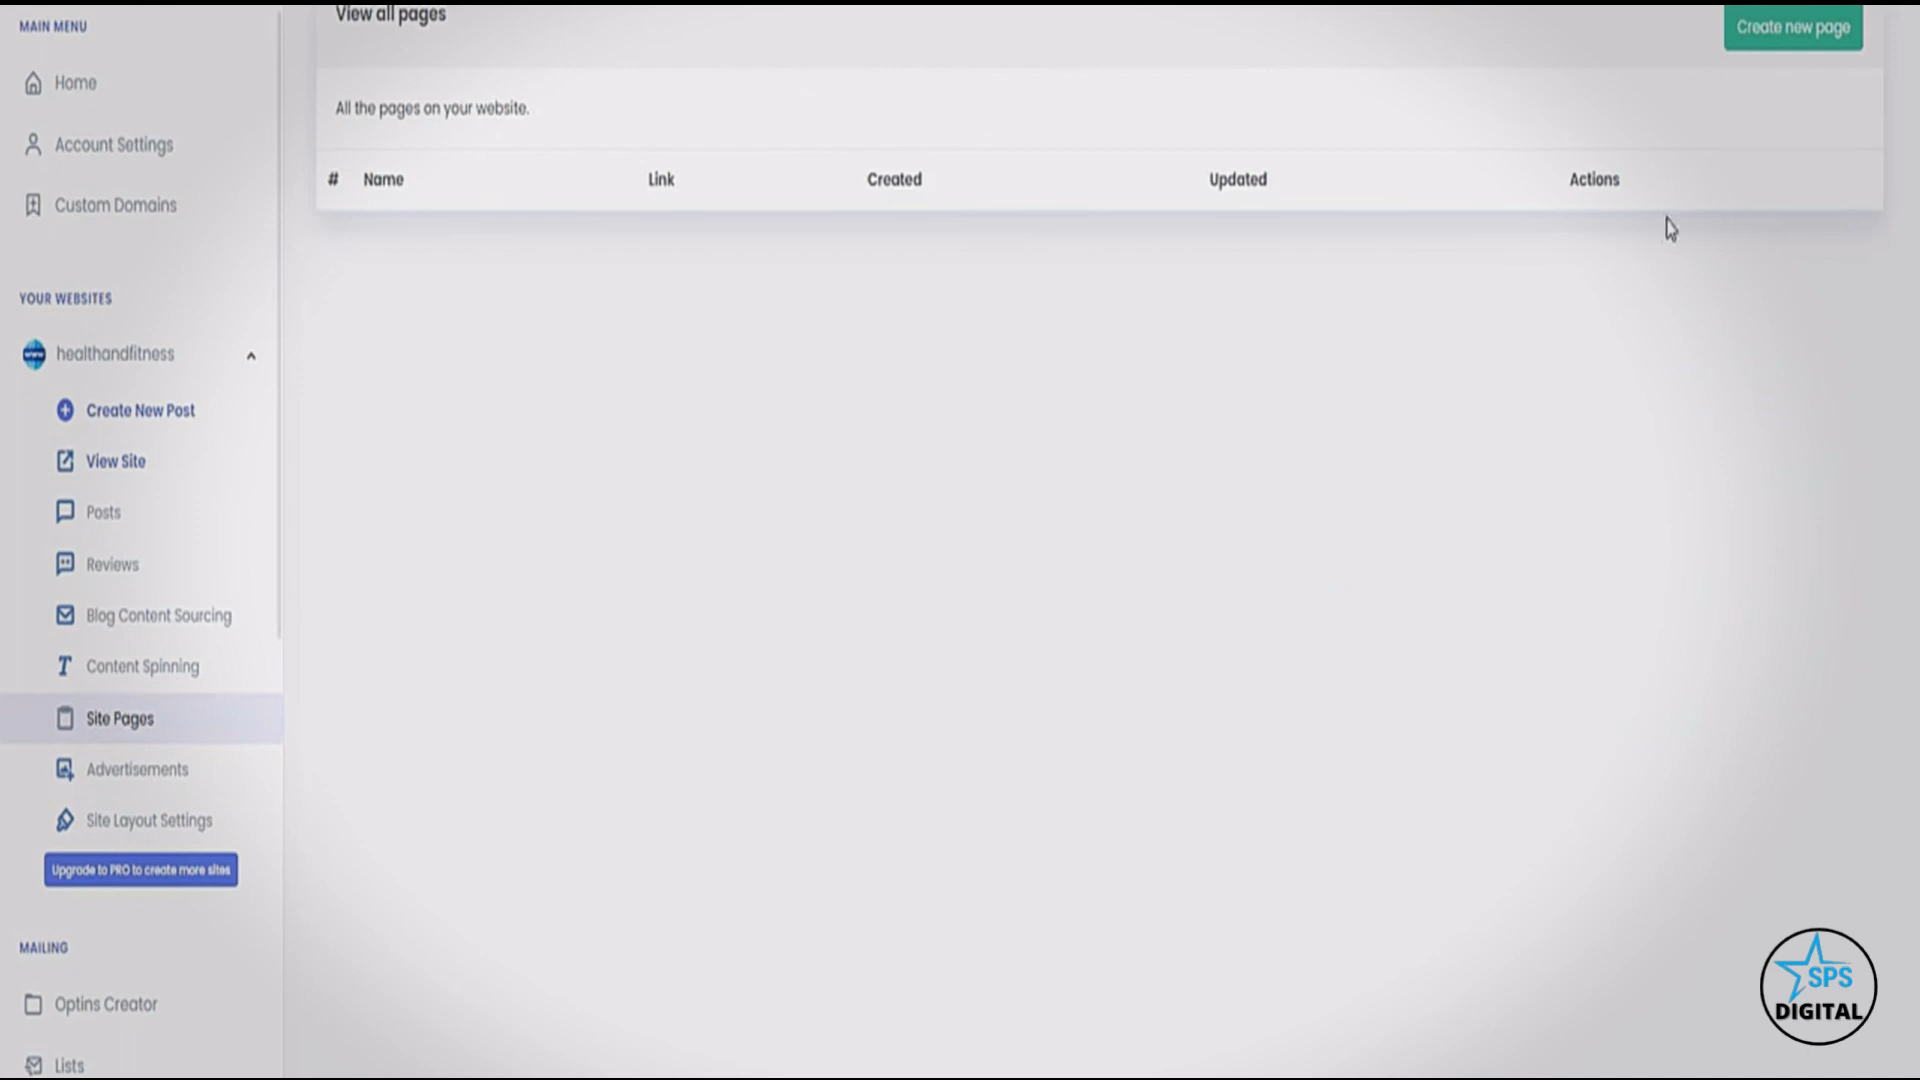 MAIN MENU
Home
Account Settings
Custom Domains
YOUR WEBSITES
www
healthandfitness
Create New Post
View Site
Posts
Reviews
Blog Content Sourcing
Content Spinning
Site Pages
Advertisements
Site Layout Settings
Upgrade to PRO to create more sites
MAILING
Optins Creator
Lists
View all pages
Create new page
All the pages on your website.
# Name Link Created Updated Actions
SPS
DIGITAL